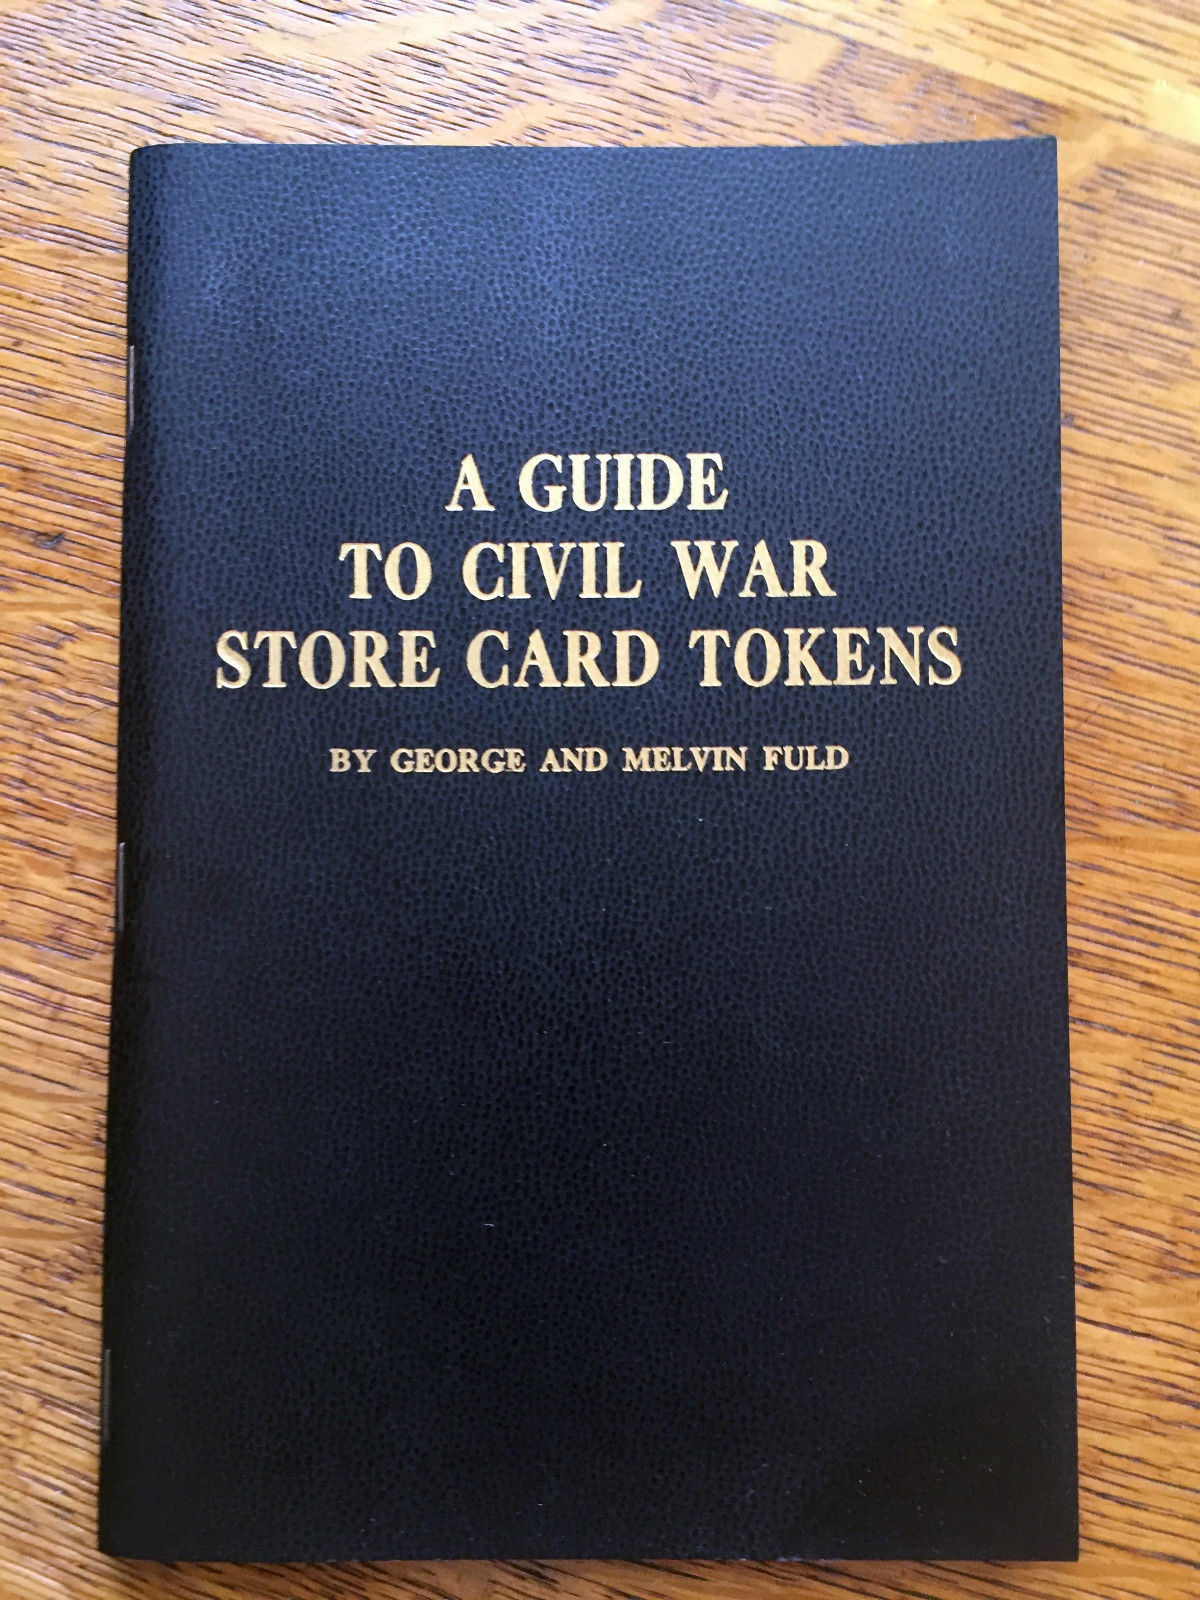 A GUIDE
TO CIVIL WAR
STORE CARD TOKENS
BY GEORGE AND MELVIN FULD